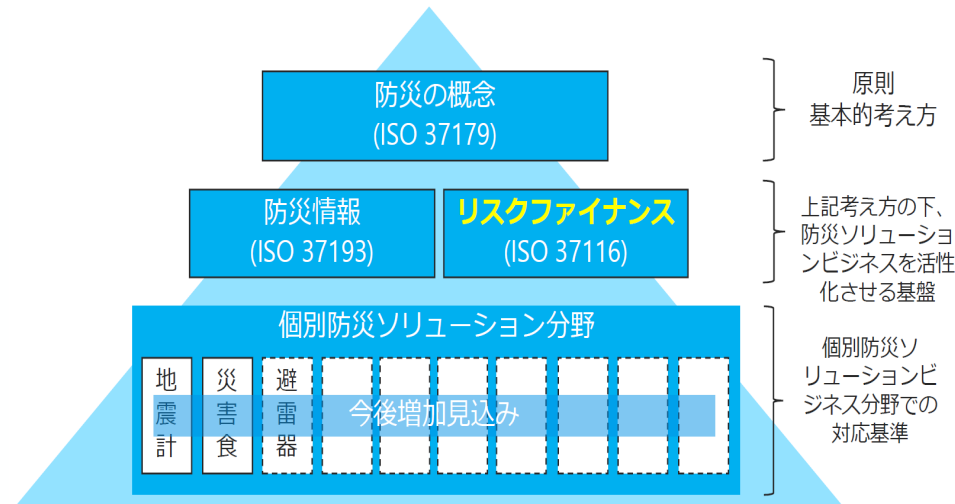 防災の概念
(ISO 37179)
原則
基本的考え方
防災情報
(ISO 37193)
リスクファイナンス
(ISO 37116)
上記考え方の下、
防災ソリューショ
ンビジネスを活性
化させる基盤
個別防災ソリューション分野
地震計
災害食
避雷器
今後増加見込み
個別防災ソ
リューションビ
ジネス分野での
対応基準